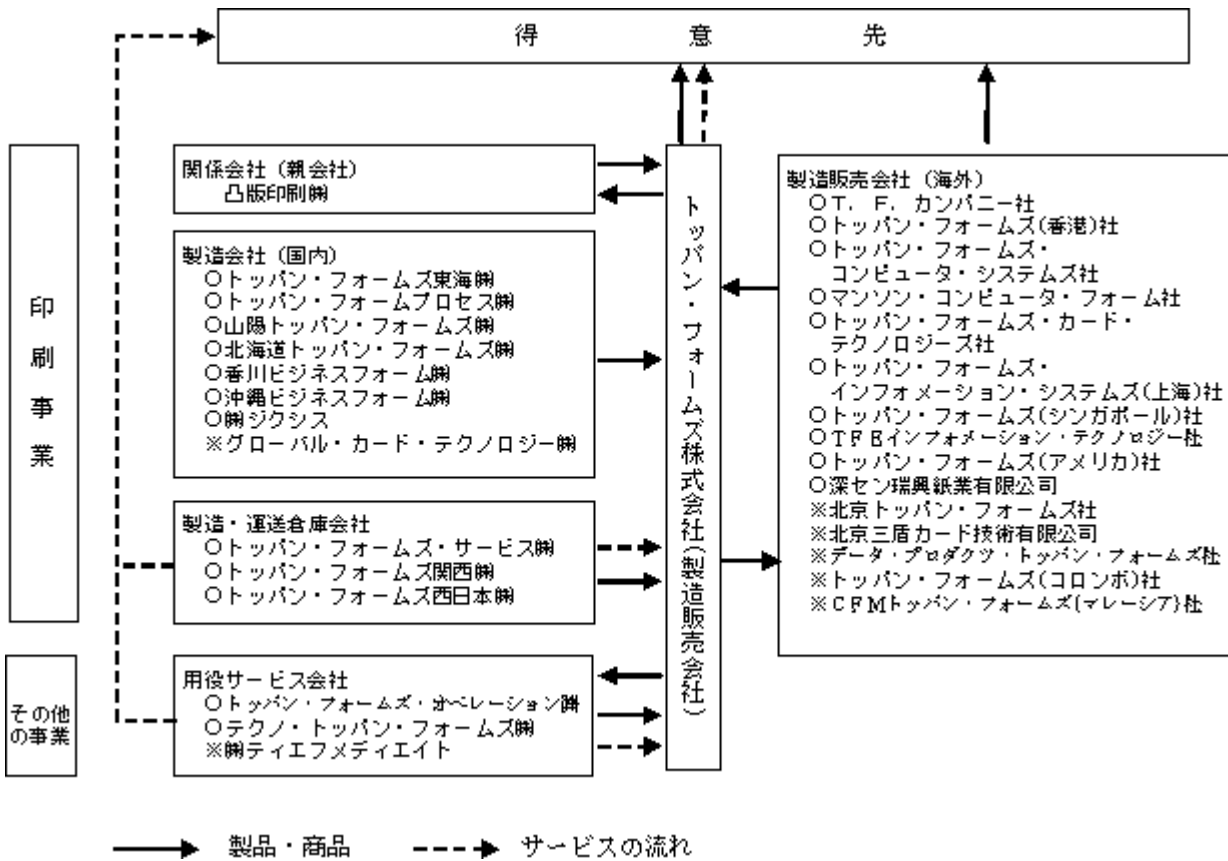 得意先
印刷事業
関係会社（親会社）
凸版印刷㈱
製造会社（国内）
○トッパン・フォームズ東海㈱
○トッパン・フォームプロセス㈱
○山陽トッパン・フォームズ㈱
○北海道トッパン・フォームズ㈱
○香川ビジネスフォーム㈱
○沖縄ビジネスフォーム㈱
○㈱ジクシス
※グローバル・カード・テクノロジー㈱
製造・運送倉庫会社
○トッパン・フォームズ・サービス㈱
○トッパン・フォームズ関西㈱
○トッパン・フォームズ西日本㈱
その他
の事業
用役サービス会社
○トッパン・フォームズ・オペレーション㈱
○テクノ・トッパン・フォームズ㈱
※㈱ティエフメディエイト
トッパン・フォームズ株式会社（製造販売会社）
製造販売会社（海外）
○T．F．カンパニー社
○トッパン・フォームズ(香港)社
○トッパン・フォームズ・
コンピュータ・システムズ社
○マンソン・コンピュータ・フォーム社
○トッパン・フォームズ・カード・
テクノロジーズ社
○トッパン・フォームズ・
インフォメーション・システムズ(上海)社
○トッパン・フォームズ(シンガポール)社
○TFEインフォメーション・テクノロジー社
○トッパン・フォームズ(アメリカ)社
○深セン瑞興紙業有限公司
※北京トッパン・フォームズ社
※北京三盾カード技術有限公司
※データ・プロダクツ・トッパン・フォームズ社
※トッパン・フォームズ(コロンボ)社
※CFMトッパン・フォームズ(マレーシア)社
製品・商品
サービスの流れ